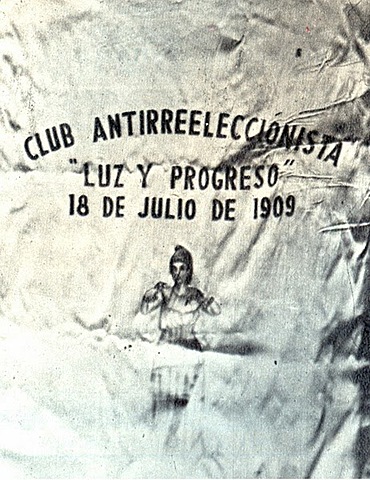 CLUB ANTIRREELECCIONISTA
"LUZ Y PROGRESO"
18 DE JULIO DE 1909